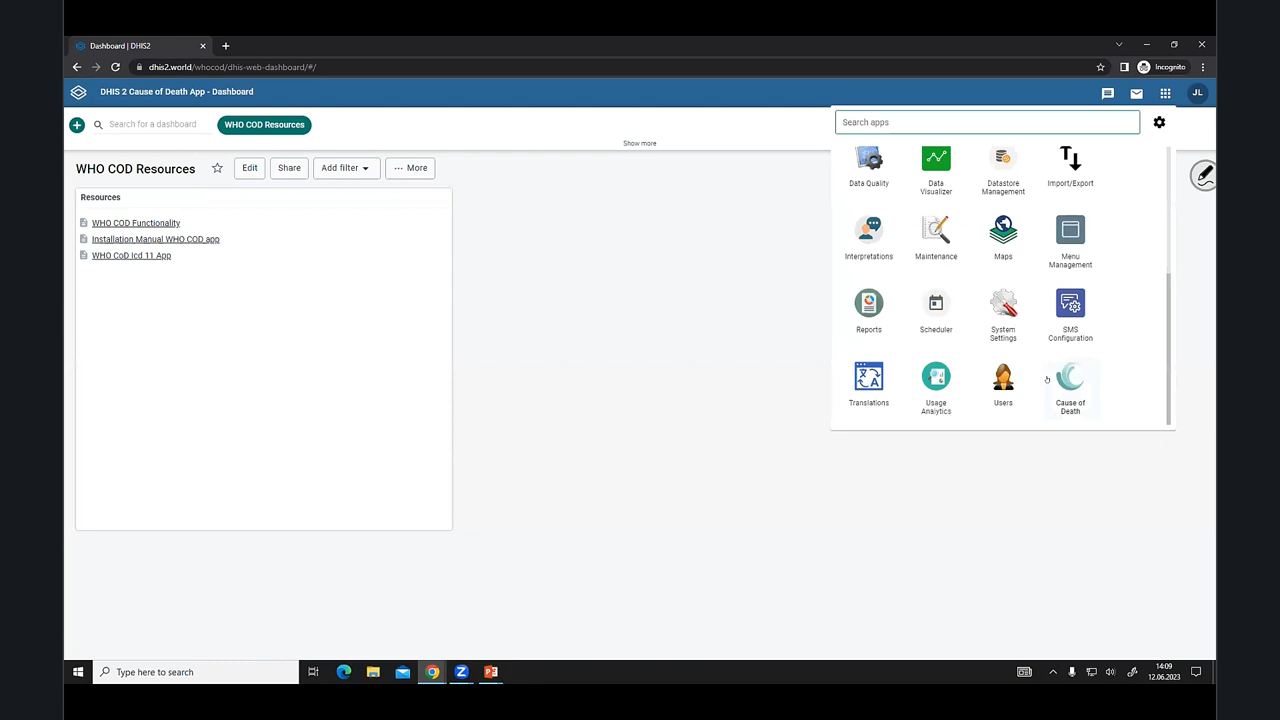 Dashboard | DHIS2
dhis2.world/whocod/dhis-web-dashboard/#/
Incognito
DHIS 2 Cause of Death App - Dashboard
JL
Search for a dashboard
WHO COD Resources
Search apps
Show more
WHO COD Resources
Edit
Share
Add filter
More
Resources
WHO COD Functionality
Installation Manual WHO COD app
WHO CoD Icd 11 App
Data Quality
Data Visualizer
Datastore Management
Import/Export
Interpretations
Maintenance
Maps
Menu Management
Reports
Scheduler
System Settings
SMS Configuration
Translations
Usage Analytics
Users
Cause of Death
Type here to search
14:09
12.06.2023